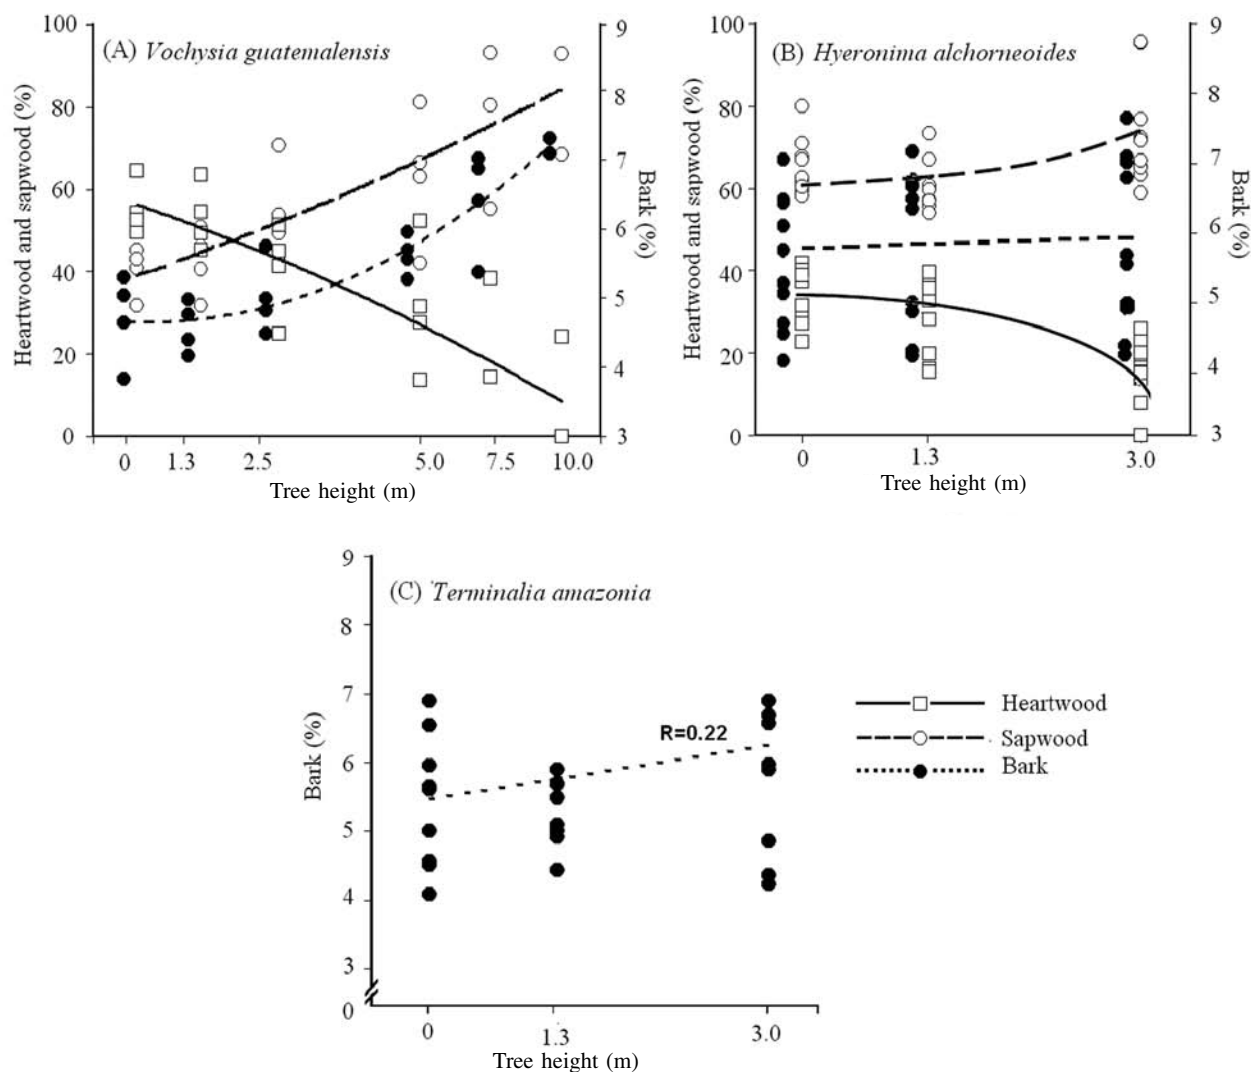 (A) Vochysia guatemalensis
100
80
60
40
20
0
Heartwood and sapwood (%)
9
8
7
6
5
4
3
Bark (%)
0 1.3 2.5 5.0 7.5 10.0
Tree height (m)
(B) Hyeronima alchorneoides
100
80
60
40
20
0
Heartwood and sapwood (%)
9
8
7
6
5
4
3
Bark (%)
0 1.3 3.0
Tree height (m)
(C) Terminalia amazonia
9
8
7
6
5
4
3
0
Bark (%)
R=0.22
0 1.3 3.0
Tree height (m)
Heartwood
Sapwood
Bark